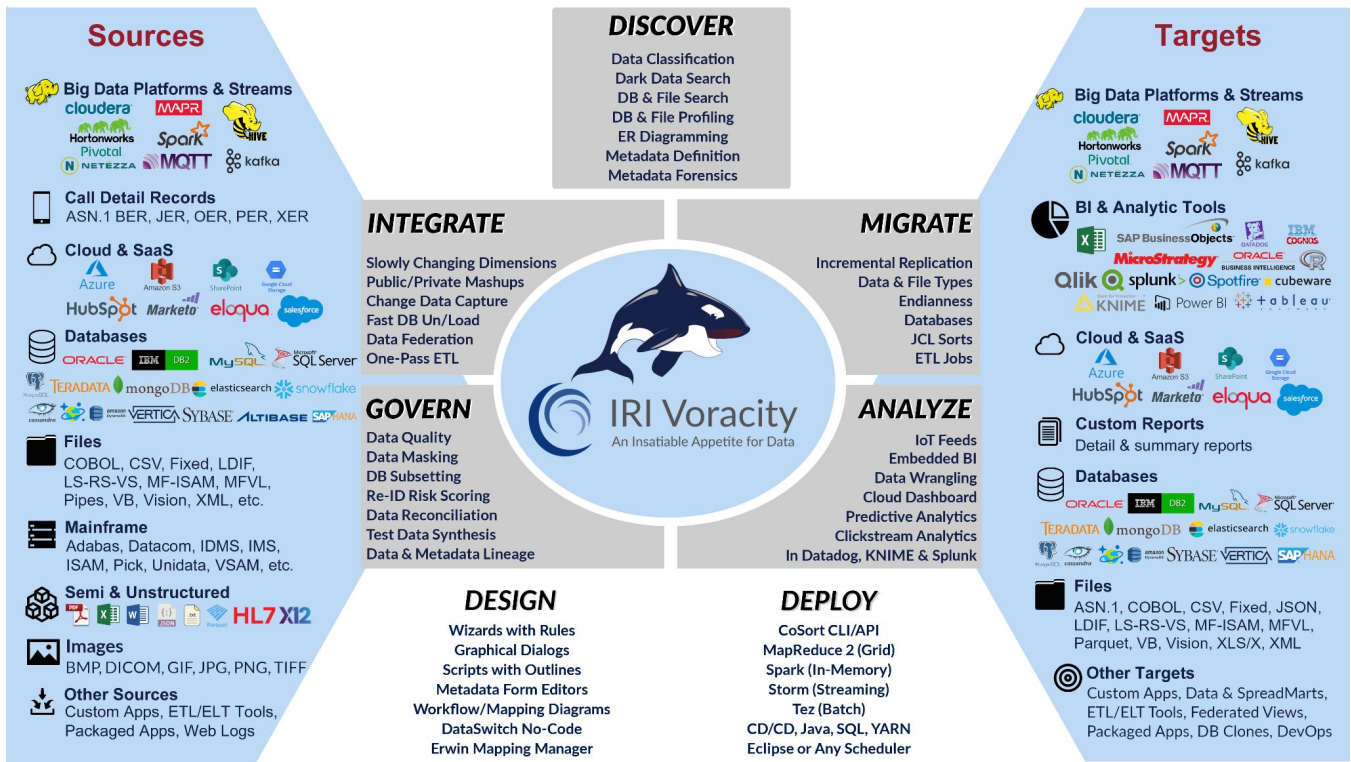 Sources
Big Data Platforms & Streams
cloudera MAPR
HIVE
Hortonworks Spark
Pivotal
N NETEZZA MQTT kafka
Call Detail Records
ASN.1 BER, JER, OER, PER, XER
Cloud & SaaS
Azure Amazon S3 SharePoint Google Cloud Storage
HubSpot Marketo eloqua salesforce
Databases
ORACLE IBM DB2 MySQL Microsoft SQL Server
PostgreSQL TERADATA mongoDB elasticsearch snowflake
cassandra amazon DynamoDB VERTICA SYBASE ALTIBASE SAP HANA
Files
COBOL, CSV, Fixed, LDIF,
LS-RS-VS, MF-ISAM, MFVL,
Pipes, VB, Vision, XML, etc.
Mainframe
Adabas, Datacom, IDMS, IMS,
ISAM, Pick, Unidata, VSAM, etc.
Semi & Unstructured
PDF X W {;} JSON .txt Parquet HL7 X12
Images
BMP, DICOM, GIF, JPG, PNG, TIFF
Other Sources
Custom Apps, ETL/ELT Tools,
Packaged Apps, Web Logs
DISCOVER
Data Classification
Dark Data Search
DB & File Search
DB & File Profiling
ER Diagramming
Metadata Definition
Metadata Forensics
INTEGRATE
Slowly Changing Dimensions
Public/Private Mashups
Change Data Capture
Fast DB Un/Load
Data Federation
One-Pass ETL
MIGRATE
Incremental Replication
Data & File Types
Endianness
Databases
JCL Sorts
ETL Jobs
IRI Voracity
An Insatiable Appetite for Data
GOVERN
Data Quality
Data Masking
DB Subsetting
Re-ID Risk Scoring
Data Reconciliation
Test Data Synthesis
Data & Metadata Lineage
ANALYZE
IoT Feeds
Embedded BI
Data Wrangling
Cloud Dashboard
Predictive Analytics
Clickstream Analytics
In Datadog, KNIME & Splunk
DESIGN
Wizards with Rules
Graphical Dialogs
Scripts with Outlines
Metadata Form Editors
Workflow/Mapping Diagrams
DataSwitch No-Code
Erwin Mapping Manager
DEPLOY
CoSort CLI/API
MapReduce 2 (Grid)
Spark (In-Memory)
Storm (Streaming)
Tez (Batch)
CD/CD, Java, SQL, YARN
Eclipse or Any Scheduler
Targets
Big Data Platforms & Streams
cloudera MAPR
HIVE
Hortonworks Spark
Pivotal
N NETEZZA MQTT kafka
BI & Analytic Tools
X SAP BusinessObjects DATADOG IBM COGNOS
MicroStrategy ORACLE BUSINESS INTELLIGENCE R
Qlik splunk> Spotfire cubeware
KNIME Power BI +ableau
Cloud & SaaS
Azure Amazon S3 SharePoint Google Cloud Storage
HubSpot Marketo eloqua salesforce
Custom Reports
Detail & summary reports
Databases
ORACLE IBM DB2 MySQL Microsoft SQL Server
TERADATA mongoDB elasticsearch snowflake
PostgreSQL cassandra amazon DynamoDB SYBASE VERTICA SAP HANA
Files
ASN.1, COBOL, CSV, Fixed, JSON,
LDIF, LS-RS-VS, MF-ISAM, MFVL,
Parquet, VB, Vision, XLS/X, XML
Other Targets
Custom Apps, Data & SpreadMarts,
ETL/ELT Tools, Federated Views,
Packaged Apps, DB Clones, DevOps